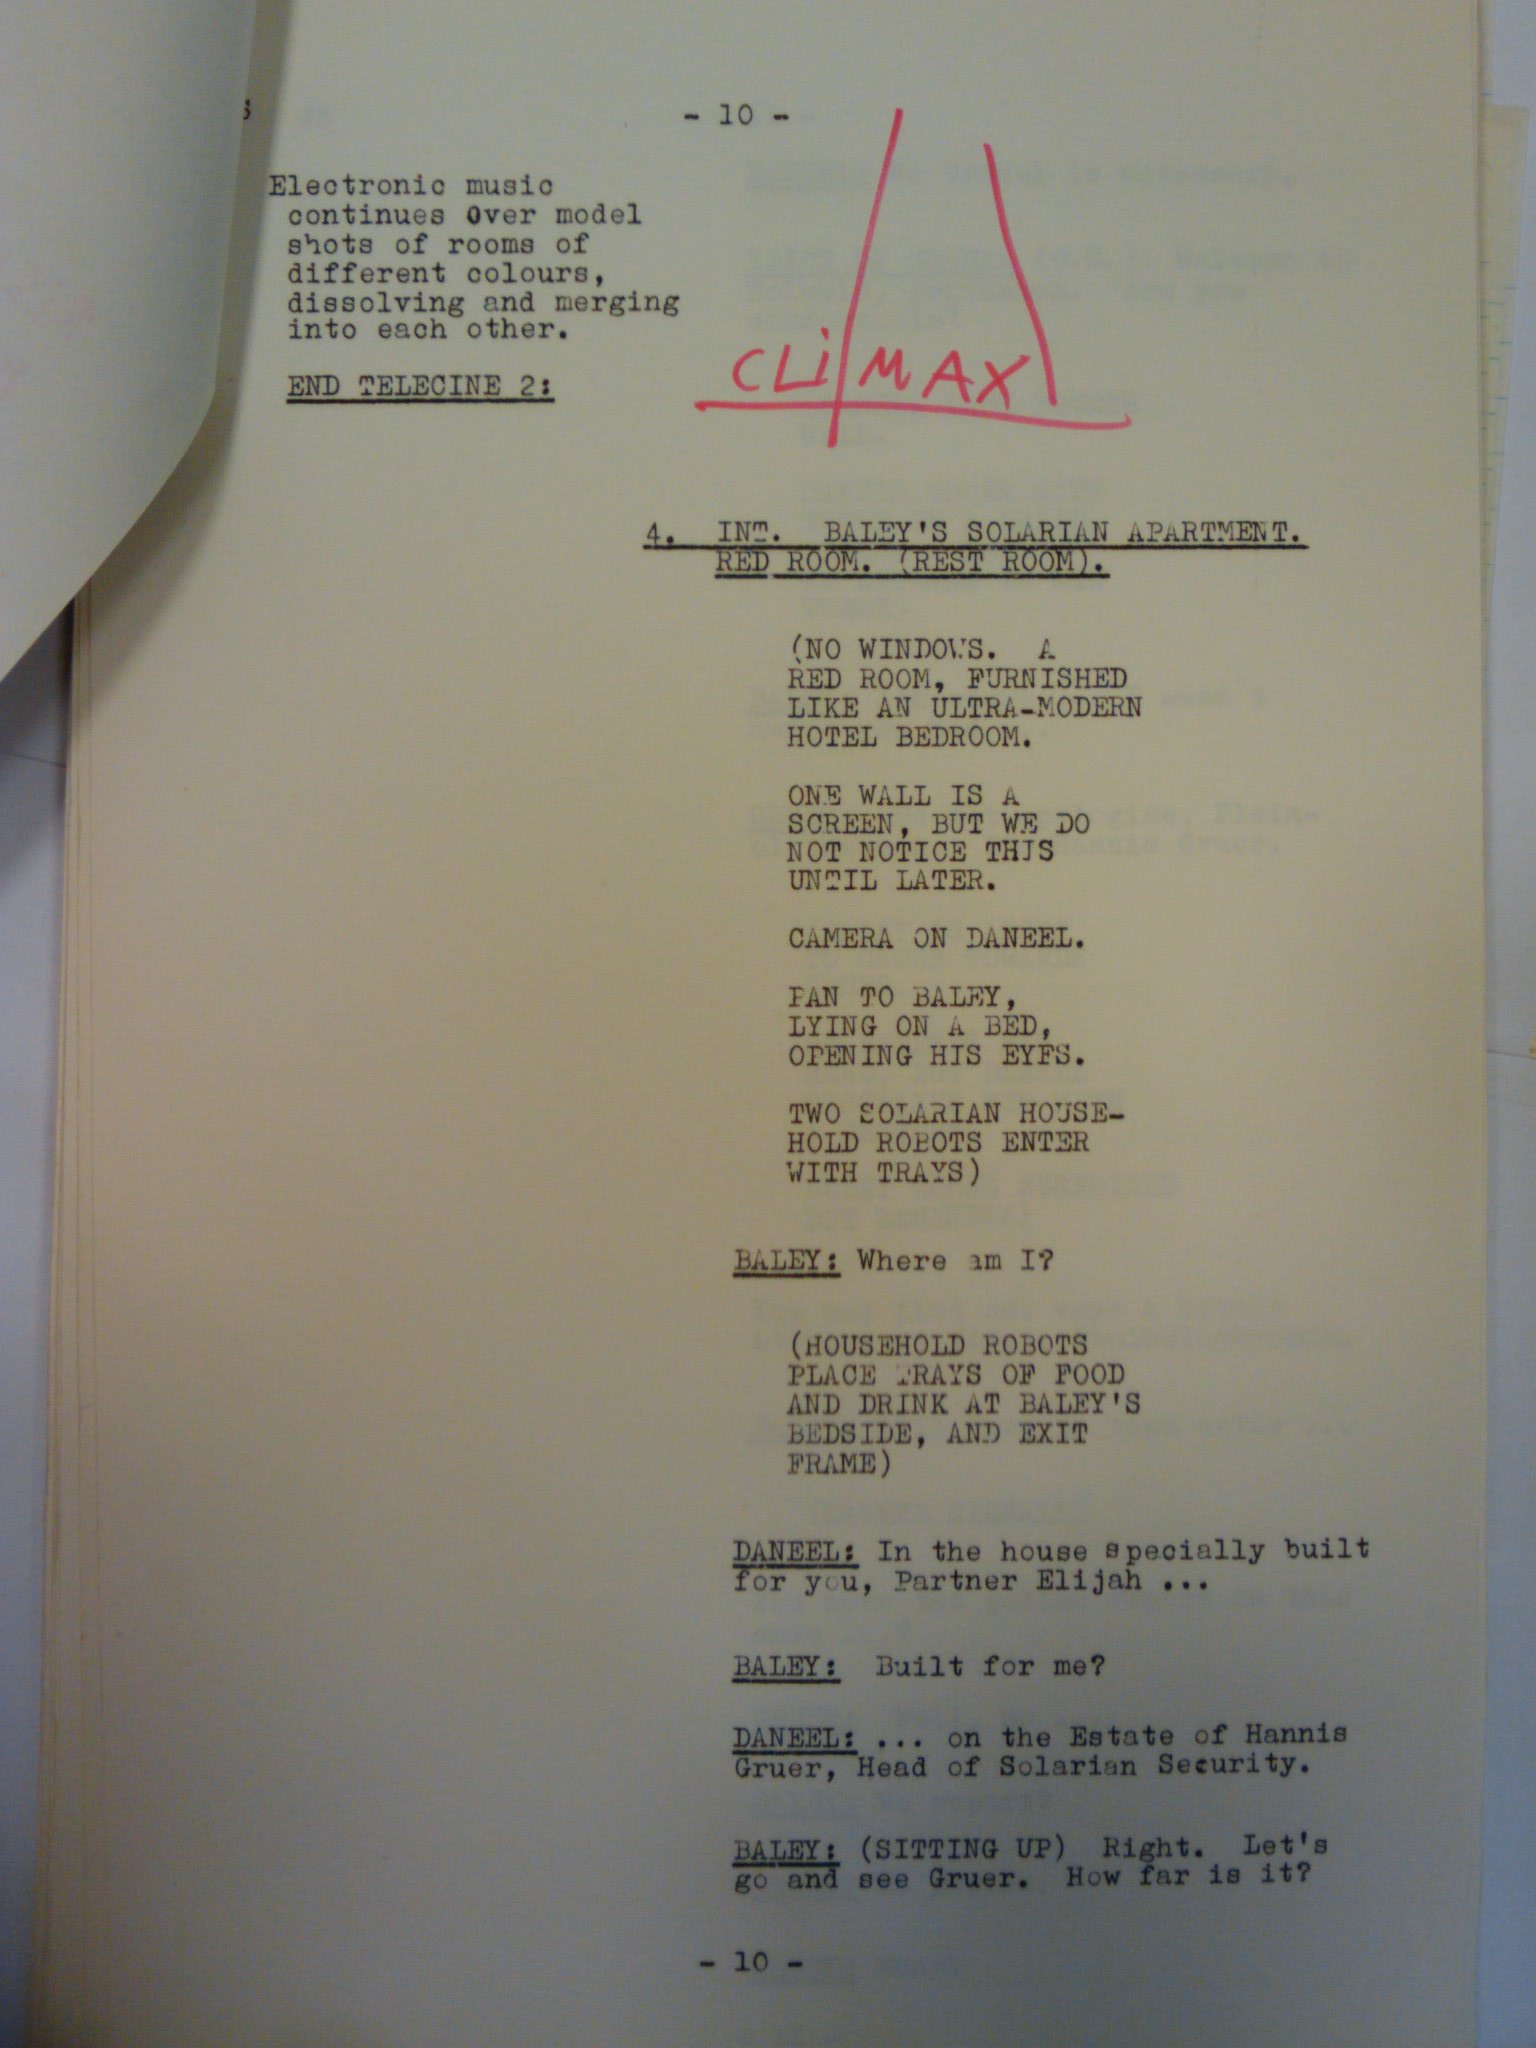 - 10 -
Electronic music
continues over model
shots of rooms of
different colours,
dissolving and merging
into each other.
END TELECINE 2:
CLiMAX
4. INT. BALEY'S SOLARIAN APARTMENT.
RED ROOM. (REST ROOM).
(NO WINDOWS. A
RED ROOM, FURNISHED
LIKE AN ULTRA-MODERN
HOTEL BEDROOM.
ONE WALL IS A
SCREEN, BUT WE DO
NOT NOTICE THIS
UNTIL LATER.
CAMERA ON DANEEL.
PAN TO BALEY,
LYING ON A BED,
OPENING HIS EYES.
TWO SOLARIAN HOUSE-
HOLD ROBOTS ENTER
WITH TRAYS)
BALEY: Where am I?
(HOUSEHOLD ROBOTS
PLACE TRAYS OF FOOD
AND DRINK AT BALEY'S
BEDSIDE, AND EXIT
FRAME)
DANEEL: In the house specially built
for you, Partner Elijah ...
BALEY: Built for me?
DANEEL: ... on the Estate of Hannis
Gruer, Head of Solarian Security.
BALEY: (SITTING UP) Right. Let's
go and see Gruer. How far is it?
- 10 -